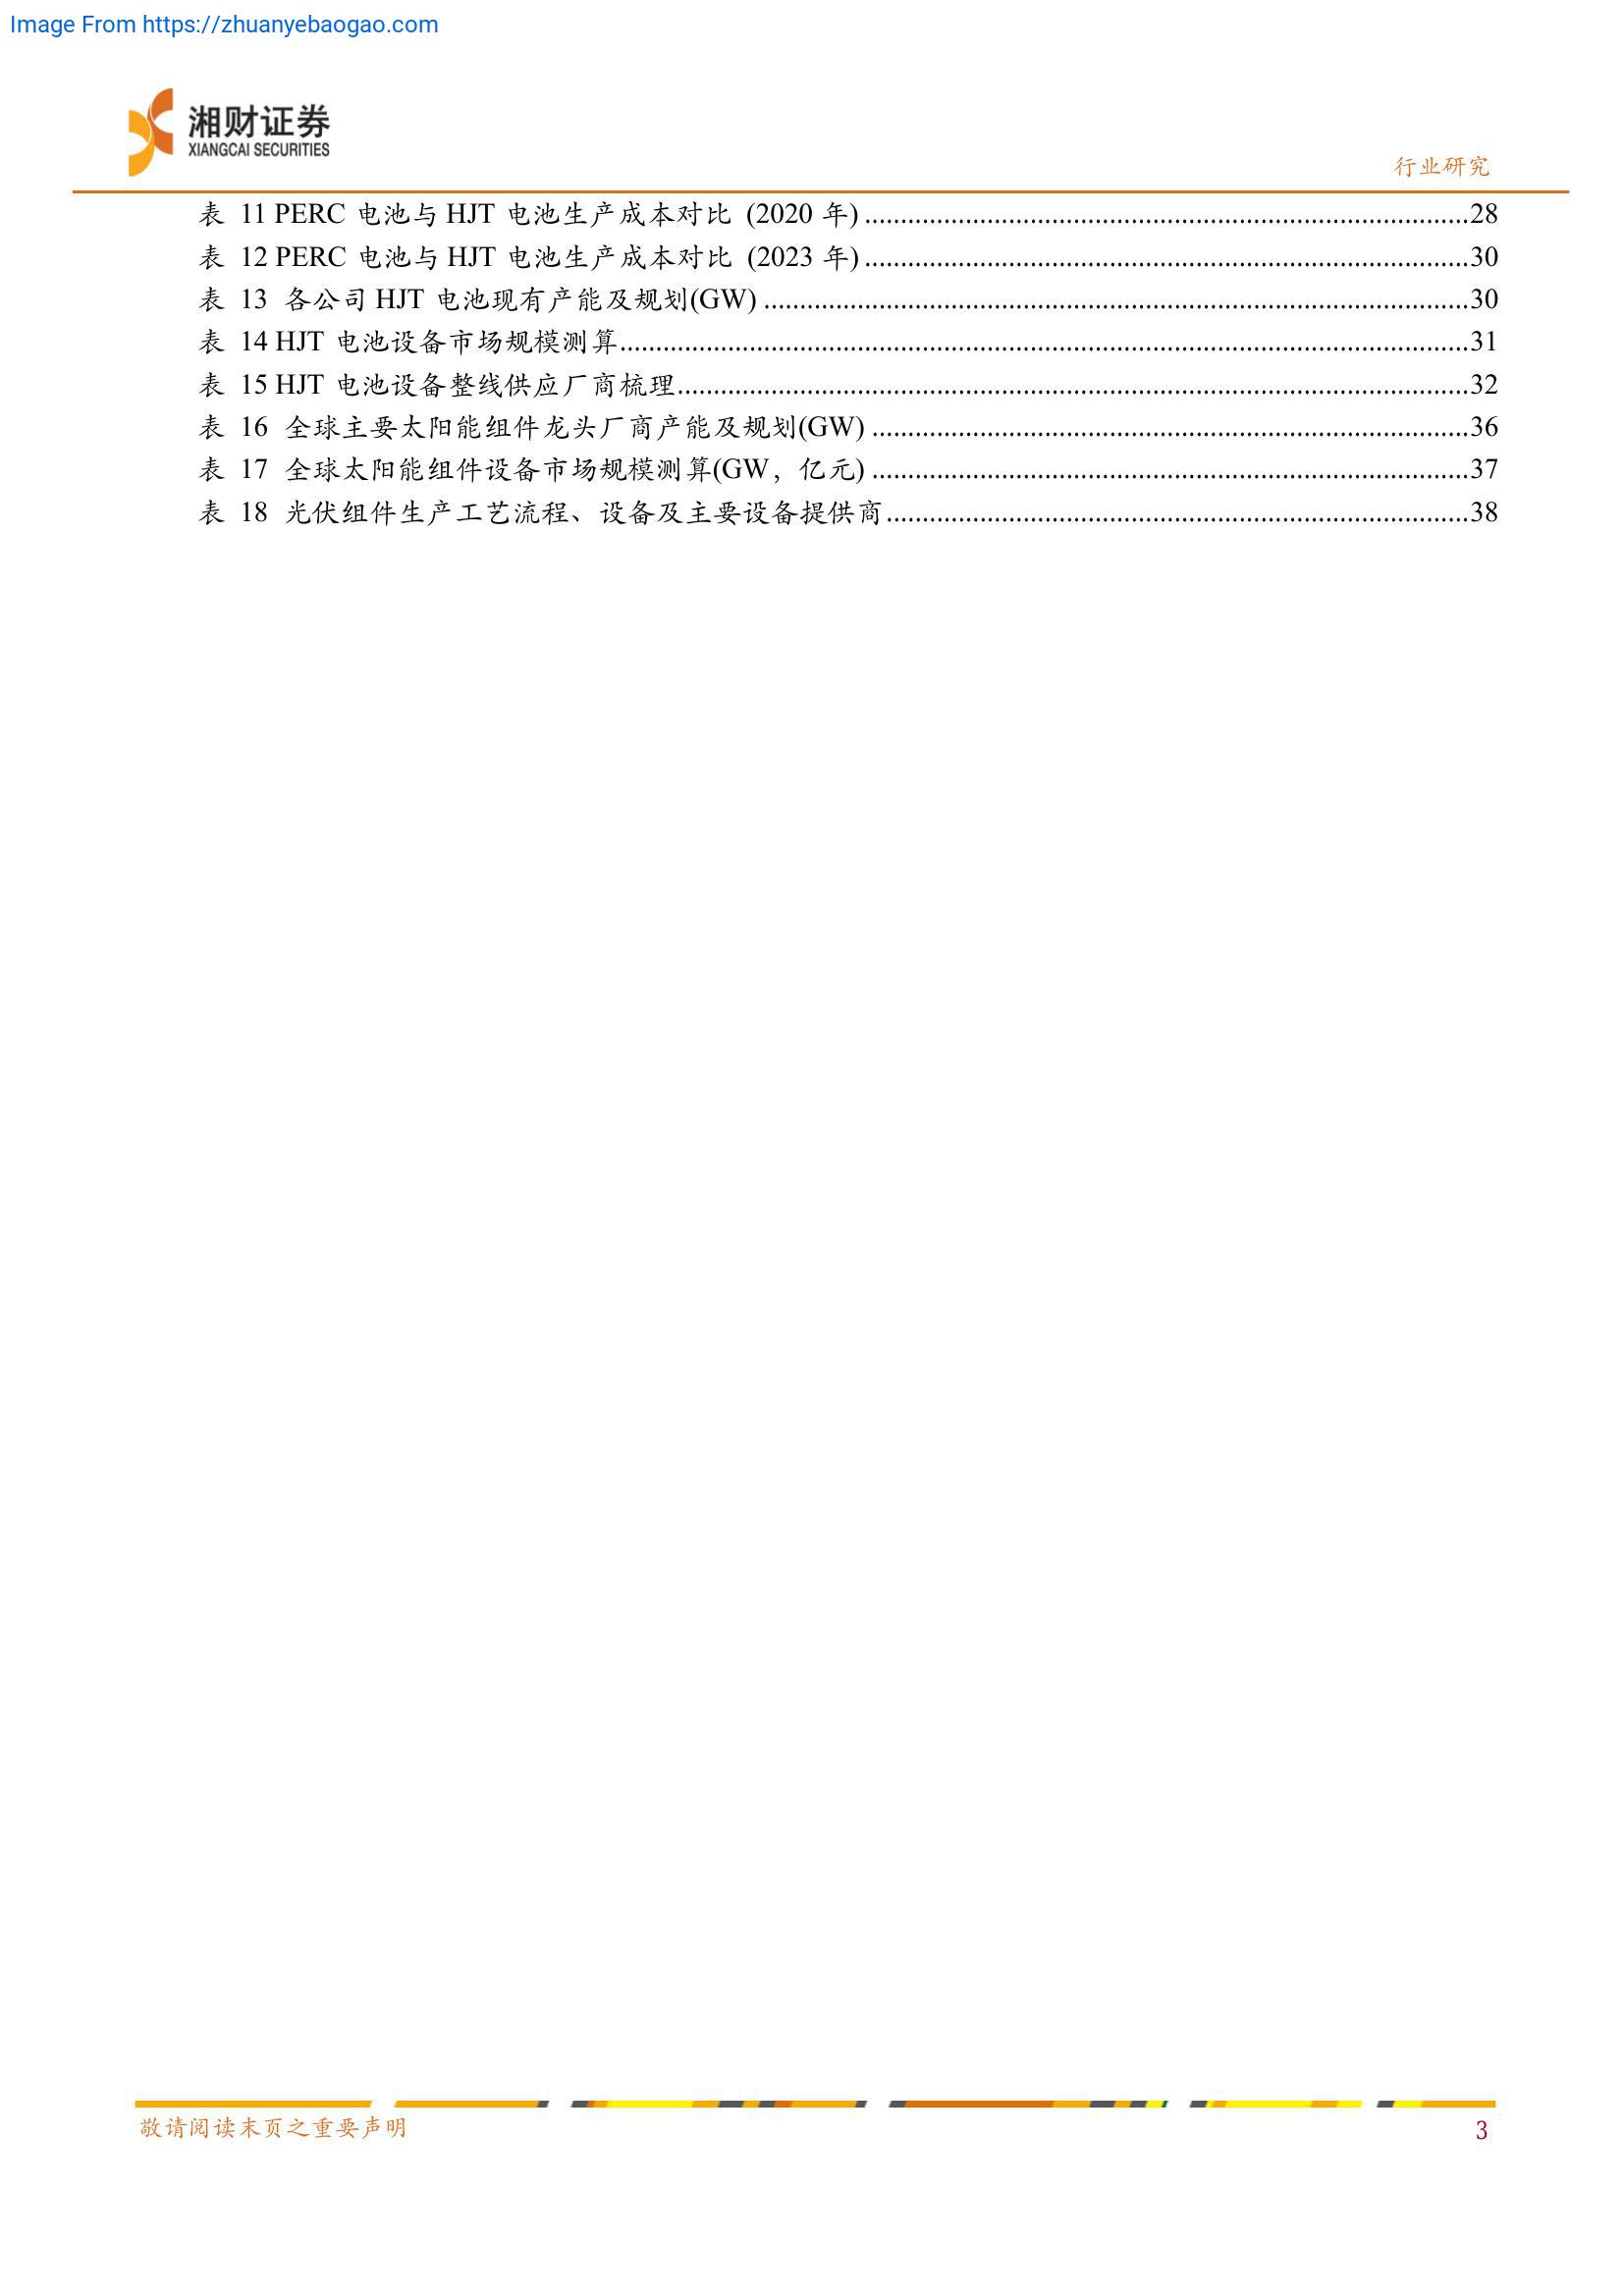 Image From https://zhuanyebaogao.com
湘财证券
XIANGCAI SECURITIES
行业研究
表 11 PERC 电池与 HJT 电池生产成本对比 (2020 年) ....................................................................................28
表 12 PERC 电池与 HJT 电池生产成本对比 (2023 年) ....................................................................................30
表 13 各公司 HJT 电池现有产能及规划(GW) ..................................................................................................30
表 14 HJT 电池设备市场规模测算......................................................................................................................31
表 15 HJT 电池设备整线供应厂商梳理..............................................................................................................32
表 16 全球主要太阳能组件龙头厂商产能及规划(GW) ...................................................................................36
表 17 全球太阳能组件设备市场规模测算(GW，亿元) ...................................................................................37
表 18 光伏组件生产工艺流程、设备及主要设备提供商.................................................................................38
敬请阅读末页之重要声明
3